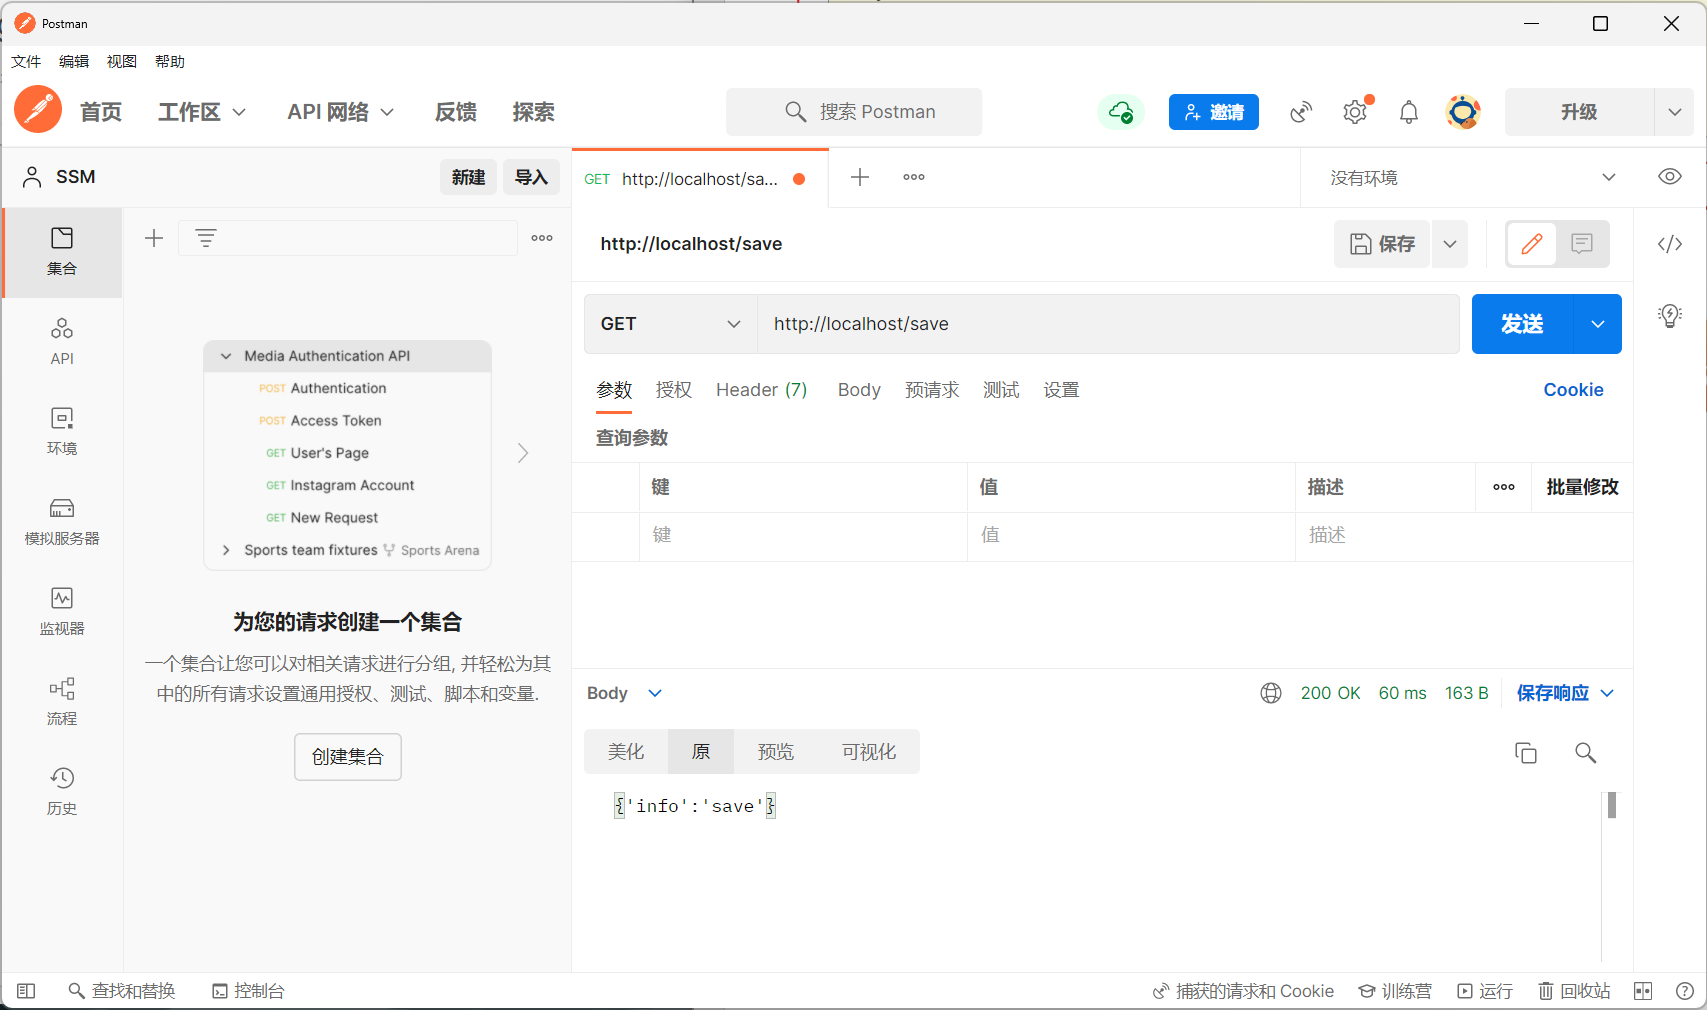 Postman
文件 编辑 视图 帮助
首页 工作区 API 网络 反馈 探索 搜索 Postman 邀请 升级
SSM 新建 导入 GET http://localhost/sa... 没有环境
集合
API
环境
模拟服务器
监视器
流程
历史
Media Authentication API
POST Authentication
POST Access Token
GET User's Page
GET Instagram Account
GET New Request
Sports team fixtures Sports Arena
为您的请求创建一个集合
一个集合让您可以对相关请求进行分组, 并轻松为其
中的所有请求设置通用授权、测试、脚本和变量.
创建集合
http://localhost/save 保存
GET http://localhost/save 发送
参数 授权 Header (7) Body 预请求 测试 设置 Cookie
查询参数
键 值 描述 批量修改
键 值 描述
Body 200 OK 60 ms 163 B 保存响应
美化 原 预览 可视化
{'info':'save'}
查找和替换 控制台 捕获的请求和 Cookie 训练营 运行 回收站